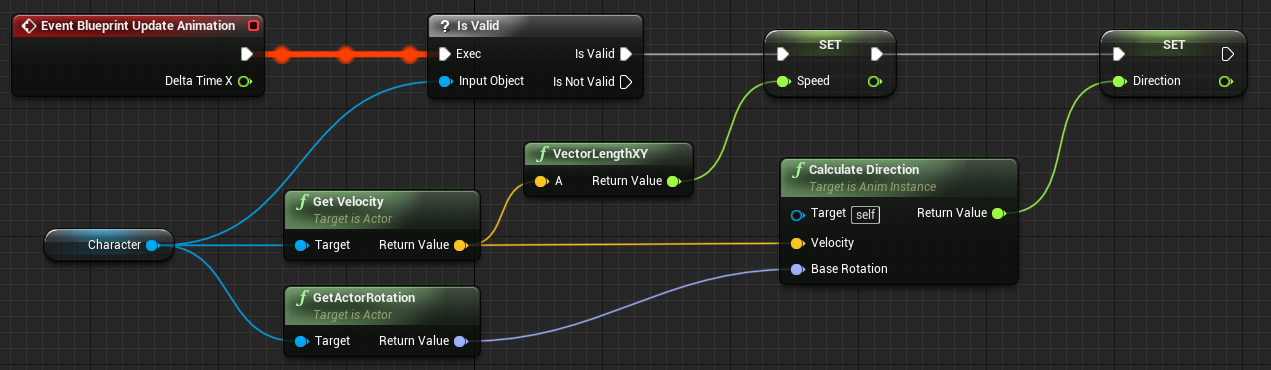 Event Blueprint Update Animation
Delta Time X
? Is Valid
Exec
Is Valid
Input Object
Is Not Valid
SET
Speed
SET
Direction
f VectorLengthXY
A
Return Value
f Calculate Direction
Target is Anim Instance
Target self
Return Value
Velocity
Base Rotation
f Get Velocity
Target is Actor
Target
Return Value
Character
f GetActorRotation
Target is Actor
Target
Return Value